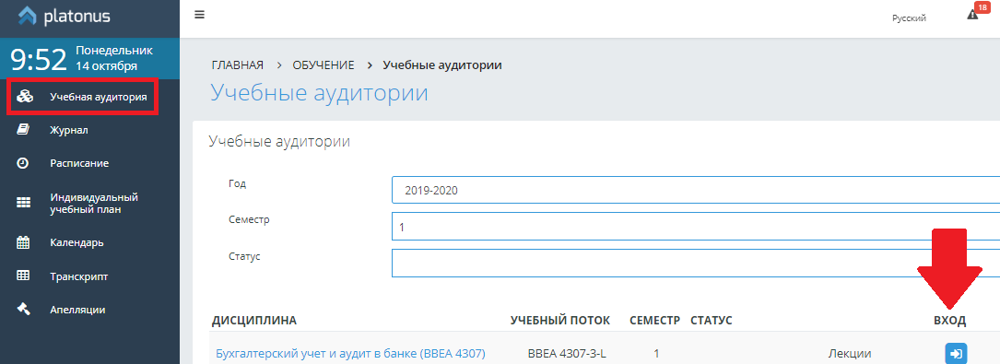 platonus
Русский
18
9:52
Понедельник
14 октября
Учебная аудитория
Журнал
Расписание
Индивидуальный
учебный план
Календарь
Транскрипт
Апелляции
ГЛАВНАЯ > ОБУЧЕНИЕ > Учебные аудитории
Учебные аудитории
Учебные аудитории
Год 2019-2020
Семестр 1
Статус
ДИСЦИПЛИНА УЧЕБНЫЙ ПОТОК СЕМЕСТР СТАТУС ВХОД
Бухгалтерский учет и аудит в банке (BBEA 4307) BBEA 4307-3-L 1 Лекции